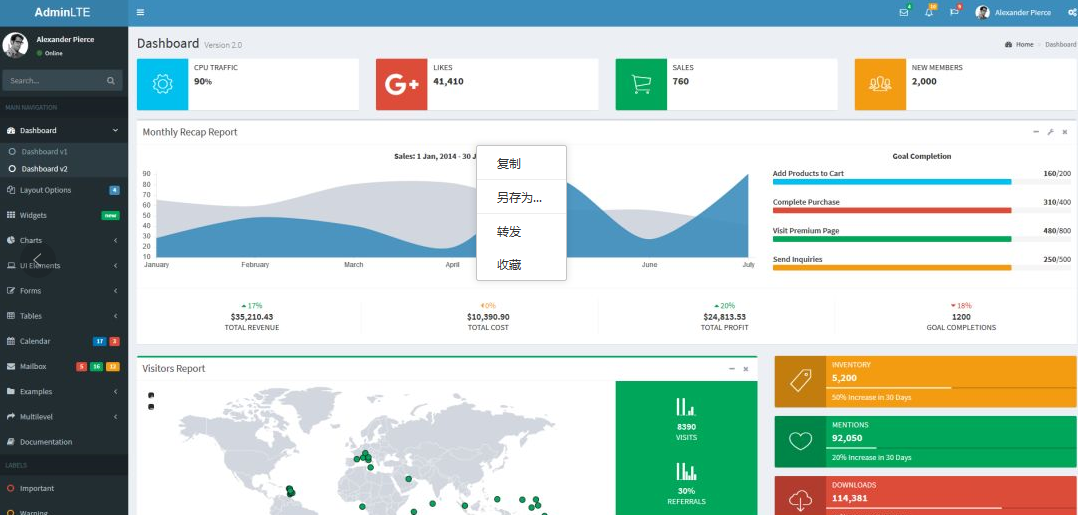 AdminLTE
4
10
9
Alexander Pierce
Alexander Pierce
Online
Search...
MAIN NAVIGATION
Dashboard
Dashboard v1
Dashboard v2
Layout Options 4
Widgets new
Charts
UI Elements
Forms
Tables
Calendar 17 3
Mailbox 5 16 12
Examples
Multilevel
Documentation
LABELS
Important
Warning
Dashboard Version 2.0
Home > Dashboard
CPU TRAFFIC
90%
G+
LIKES
41,410
SALES
760
NEW MEMBERS
2,000
Monthly Recap Report
Sales: 1 Jan, 2014 - 30 J
90
80
70
60
50
40
30
20
10
January February March April June July
复制
另存为...
转发
收藏
Goal Completion
Add Products to Cart 160/200
Complete Purchase 310/400
Visit Premium Page 480/800
Send Inquiries 250/500
17%
$35,210.43
TOTAL REVENUE
0%
$10,390.90
TOTAL COST
20%
$24,813.53
TOTAL PROFIT
18%
1200
GOAL COMPLETIONS
Visitors Report
8390
VISITS
30%
REFERRALS
INVENTORY
5,200
50% Increase in 30 Days
MENTIONS
92,050
20% Increase in 30 Days
DOWNLOADS
114,381